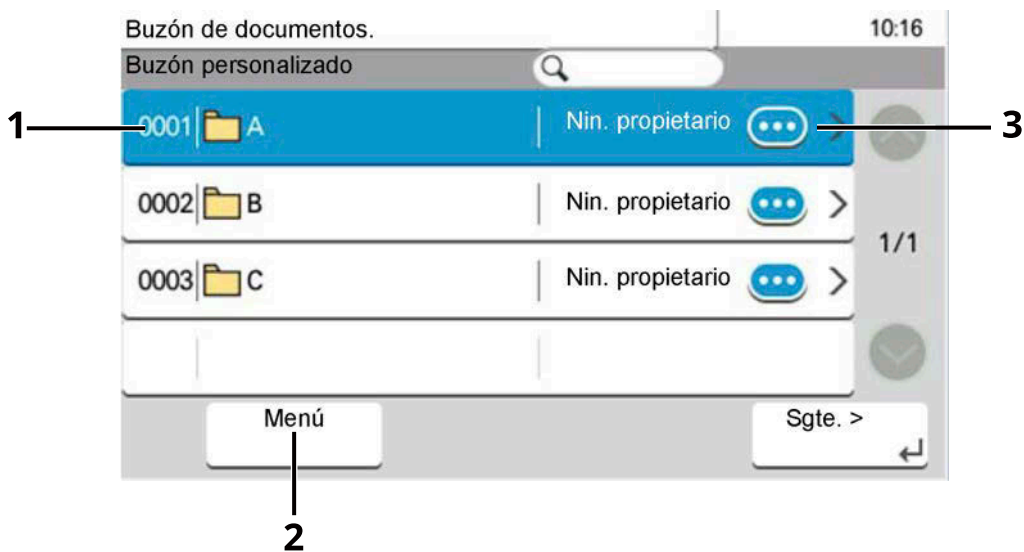 Buzón de documentos. 10:16
Buzón personalizado
1 0001 A Nin. propietario 3
0002 B Nin. propietario
1/1
0003 C Nin. propietario
Menú Sgte. >
2